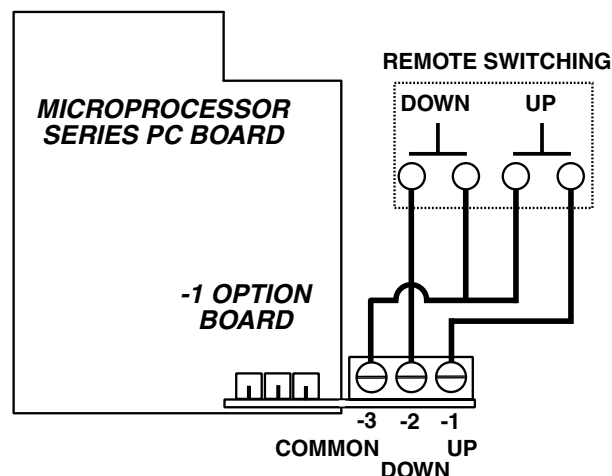 REMOTE SWITCHING
DOWN UP
MICROPROCESSOR
SERIES PC BOARD
-1 OPTION
BOARD
-3 -2 -1
COMMON UP
DOWN